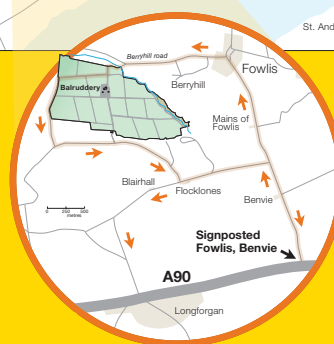 St. And
Berryhill road
Fowlis
Berryhill
Balruddery
Mains of
Fowlis
Blairhall
Flocklones
Benvie
0 250 500
metres
Signposted
Fowlis, Benvie
A90
Longforgan